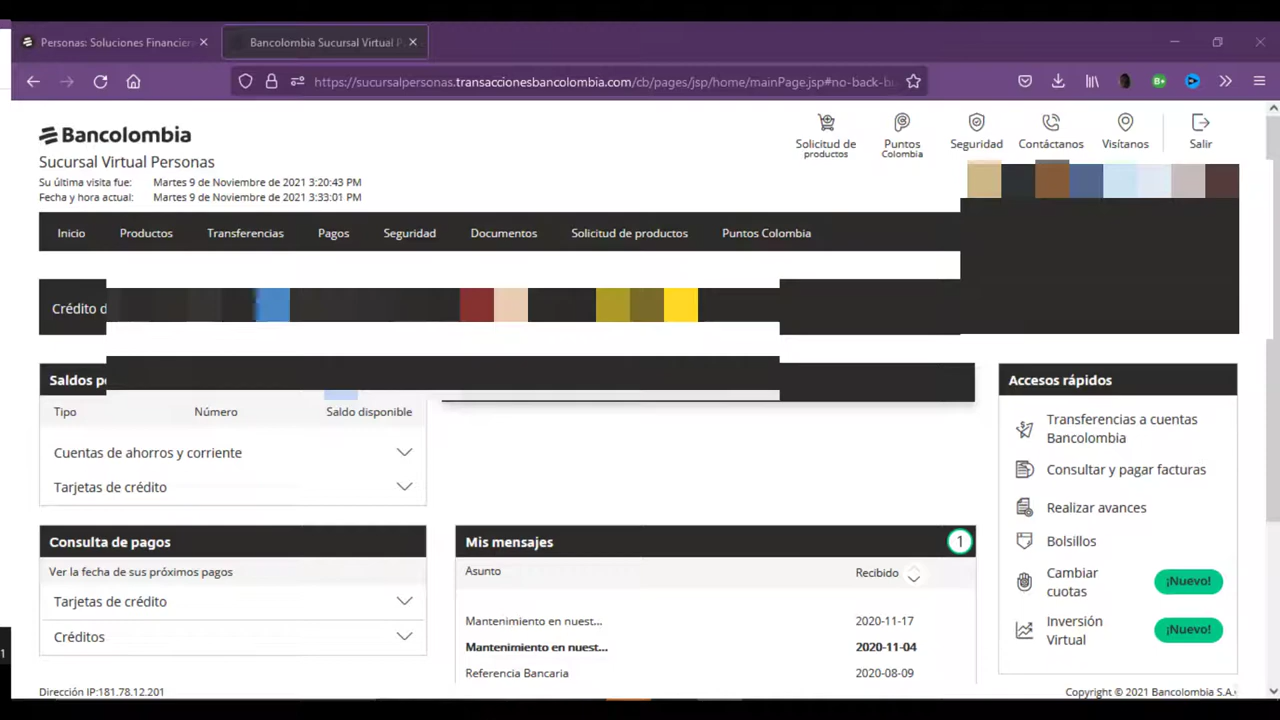 Personas: Soluciones Financier
Bancolombia Sucursal Virtual P
https://sucursalpersonas.transaccionesbancolombia.com/cb/pages/jsp/home/mainPage.jsp#no-back-bu
Bancolombia
Sucursal Virtual Personas
Su última visita fue: Martes 9 de Noviembre de 2021 3:20:43 PM
Fecha y hora actual: Martes 9 de Noviembre de 2021 3:33:01 PM
Solicitud de productos
Puntos Colombia
Seguridad
Contáctanos
Visítanos
Salir
Inicio Productos Transferencias Pagos Seguridad Documentos Solicitud de productos Puntos Colombia
Crédito d
Saldos po
Tipo Número Saldo disponible
Cuentas de ahorros y corriente
Tarjetas de crédito
Consulta de pagos
Ver la fecha de sus próximos pagos
Tarjetas de crédito
Créditos
Mis mensajes 1
Asunto Recibido
Mantenimiento en nuest... 2020-11-17
Mantenimiento en nuest... 2020-11-04
Referencia Bancaria 2020-08-09
Accesos rápidos
Transferencias a cuentas
Bancolombia
Consultar y pagar facturas
Realizar avances
Bolsillos
Cambiar
cuotas
¡Nuevo!
Inversión
Virtual
¡Nuevo!
1
Dirección IP:181.78.12.201
Copyright © 2021 Bancolombia S.A.